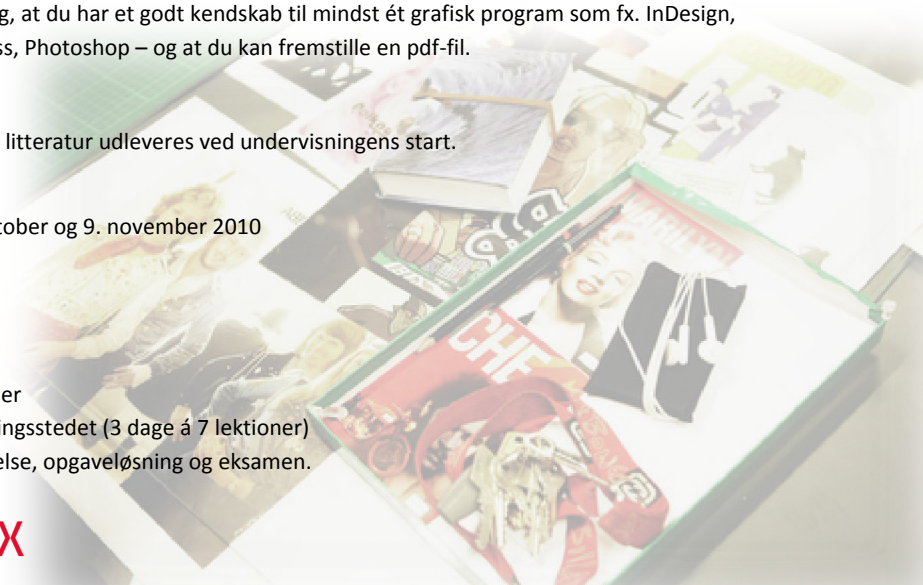 g, at du har et godt kendskab til mindst ét grafisk program som fx. InDesign,
ss, Photoshop – og at du kan fremstille en pdf-fil.
litteratur udleveres ved undervisningens start.
tober og 9. november 2010
er
ingsstedet (3 dage á 7 lektioner)
else, opgaveløsning og eksamen.
X
MARILYN
CHE